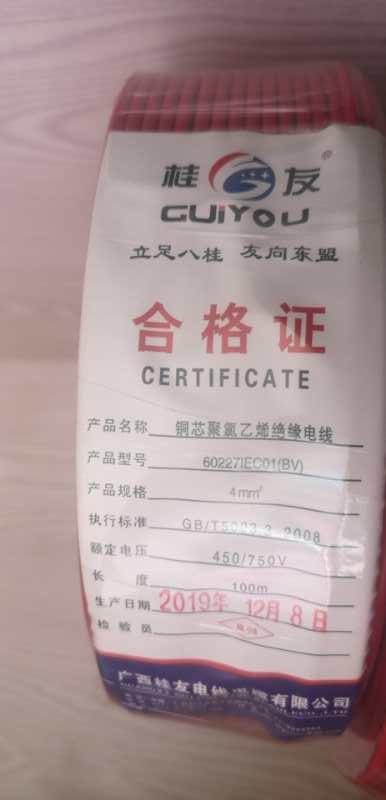 桂友®
GUIYOU
立足八桂 友向东盟
合格证
CERTIFICATE
产品名称 铜芯聚氯乙烯绝缘电线
产品型号 60227IEC01(BV)
产品规格 4mm²
执行标准 GB/T5023.3-2008
额定电压 450/750V
长度 100m
生产日期 2019年 12月 8日
检验员
广西桂友电线电缆有限公司